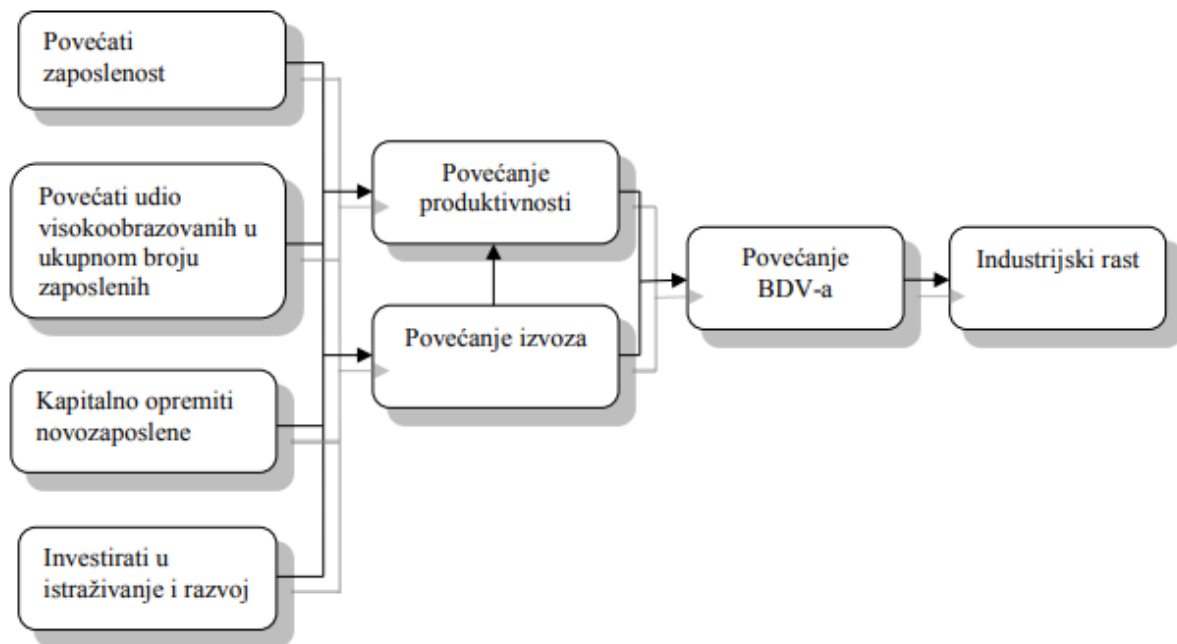 Povećati
zaposlenost
Povećati udio
visokoobrazovanih u
ukupnom broju
zaposlenih
Kapitalno opremiti
novozaposlene
Investirati u
istraživanje i razvoj
Povećanje
produktivnosti
Povećanje izvoza
Povećanje
BDV-a
Industrijski rast